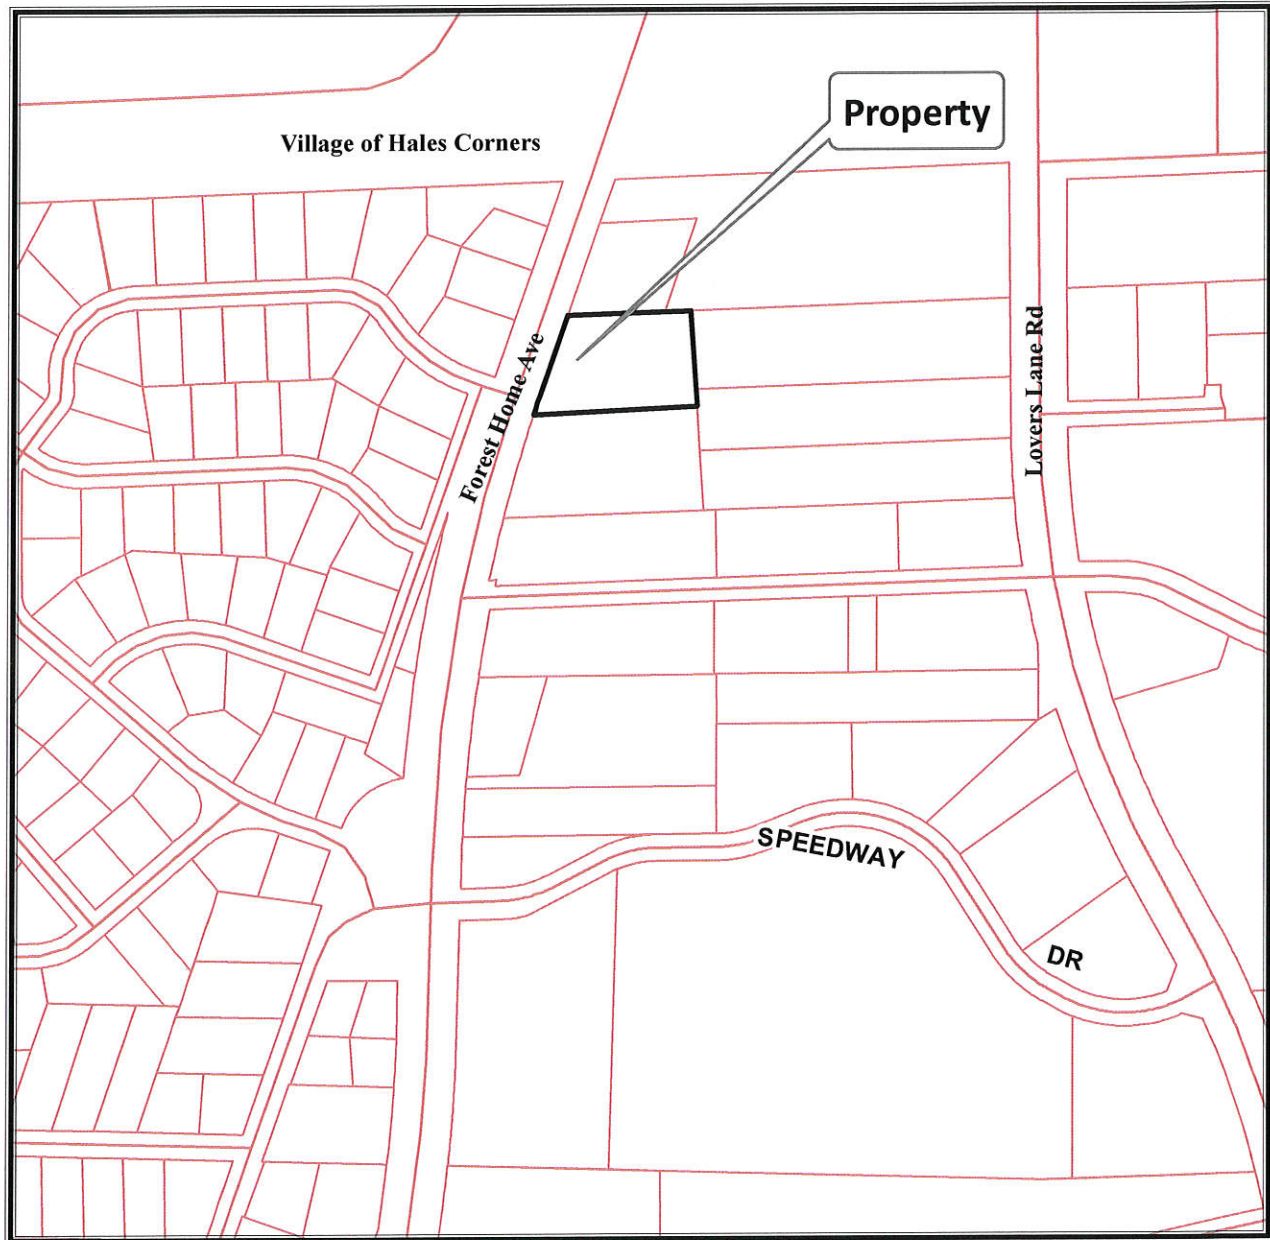 Property
Village of Hales Corners
Forest Home Ave
Lovers Lane Rd
SPEEDWAY
DR